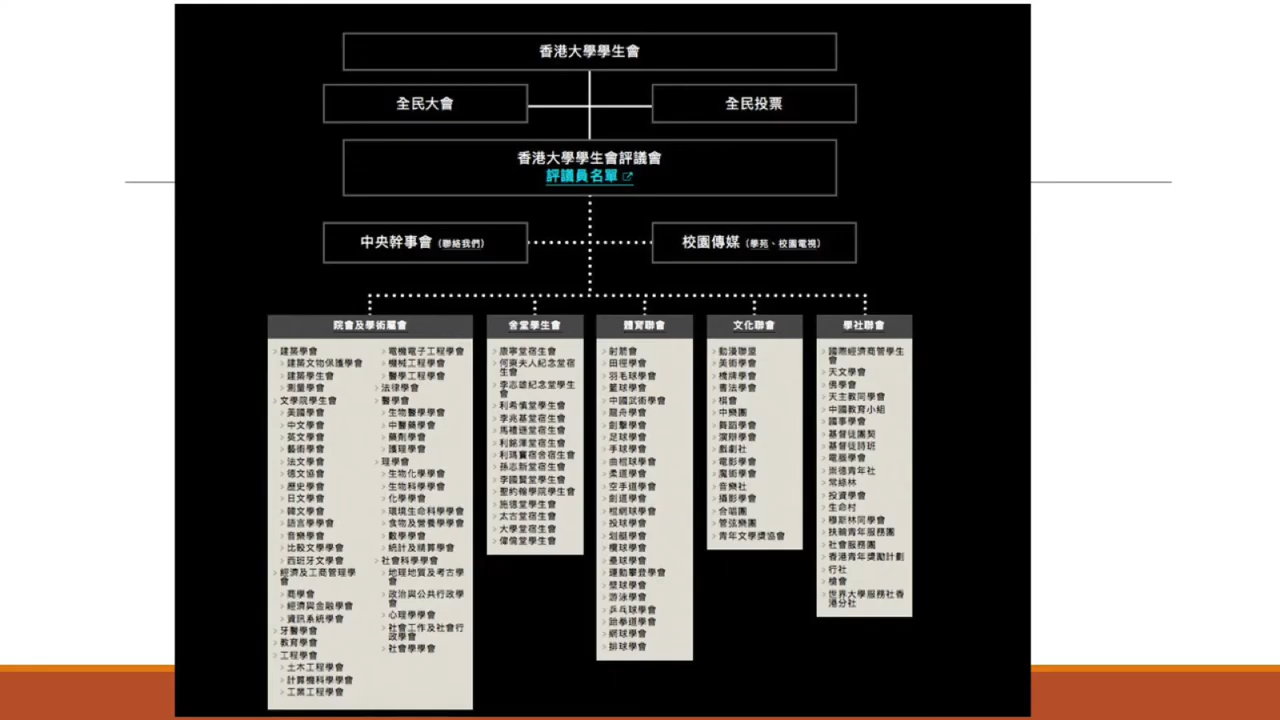 香港大學學生會
全民大會
全民投票
香港大學學生會評議會
評議員名單
中央幹事會 (聯絡我們)
校園傳媒 (學苑、校園電視)
院會及學術屬會
建築學會
建築文物保護學會
建築學生會
測量學會
文學院學生會
美國學會
中文學會
英文學會
藝術學會
法文學會
德文協會
歷史學會
日文學會
韓文學會
語言學學會
音樂學會
比較文學學會
西班牙文學會
經濟及工商管理學
會
商學會
經濟與金融學會
資訊系統學會
牙醫學會
教育學會
工程學會
土木工程學會
計算機科學學會
工業工程學會
電機電子工程學會
機械工程學會
醫學工程學會
法律學會
醫學會
生物醫學學會
中醫藥學會
藥劑學會
護理學會
理學會
生物化學學會
生物科學學會
化學學會
環境生命科學學會
食物及營養學學會
數學學會
統計及精算學會
社會科學學會
地理地質及考古學
會
政治與公共行政學
會
心理學學會
社會工作及社會行
政學會
社會學學會
舍堂學生會
康寧堂宿生會
何東夫人紀念堂宿
生會
李志雄紀念堂學生
會
利希慎堂學生會
李兆基堂宿生會
馬禮遜堂宿生會
利銘澤堂宿生會
利瑪竇宿舍宿生會
孫志新堂宿生會
李國賢堂學生會
聖約翰學院學生會
施德堂學生會
太古堂宿生會
大學堂宿生會
偉倫堂學生會
體育聯會
射箭會
田徑學會
羽毛球學會
籃球學會
中國武術學會
龍舟學會
劍擊學會
足球學會
手球學會
曲棍球學會
柔道學會
空手道學會
劍道學會
棍網球學會
投球學會
划艇學會
欖球學會
壘球學會
運動攀登學會
壁球學會
游泳學會
乒乓球學會
跆拳道學會
網球學會
排球學會
文化聯會
動漫聯盟
美術學會
橋牌學會
書法學會
棋會
中樂團
舞蹈學會
演辯學會
戲劇社
電影學會
魔術學會
音樂社
攝影學會
合唱團
管弦樂團
青年文學獎協會
學社聯會
國際經濟商管學生
會
天文學會
佛學會
天主教同學會
中國教育小組
國事學會
基督徒團契
基督徒詩班
電腦學會
崇德青年社
常綠林
投資學會
生命村
穆斯林同學會
扶輪青年服務團
社會服務團
香港青年獎勵計劃
行社
槍會
世界大學服務社香
港分社